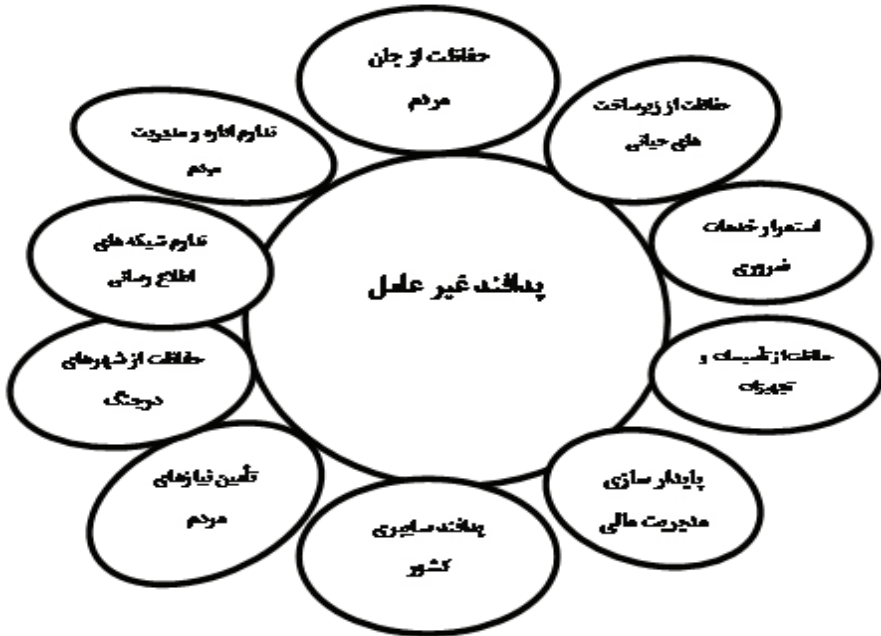 حفاظت از جان
مردم
حفاظت از زیرساخت
های حیاتی
استمرار خدمات
ضروری
حفاظت از تأسیسات و
تجهیزات
پایدار سازی
مدیریت مالی
پدافند سایبری
کشور
تأمین نیازهای
مردم
حفاظت از شهرهای
درجنگ
تداوم شبکه های
اطلاع رسانی
تداوم اداره و مدیریت
مردم
پدافند غیر عامل